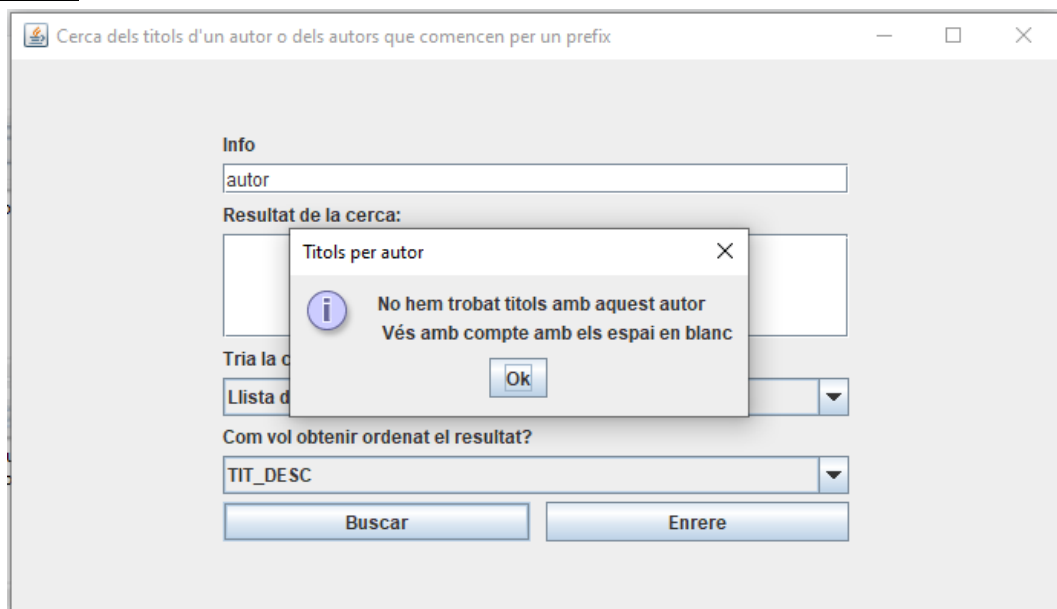 Cerca dels titols d'un autor o dels autors que comencen per un prefix
Info
autor
Resultat de la cerca:
Titols per autor
No hem trobat titols amb aquest autor
Vés amb compte amb els espai en blanc
Ok
Tria la
Llista d
Com vol obtenir ordenat el resultat?
TIT_DESC
Buscar
Enrere